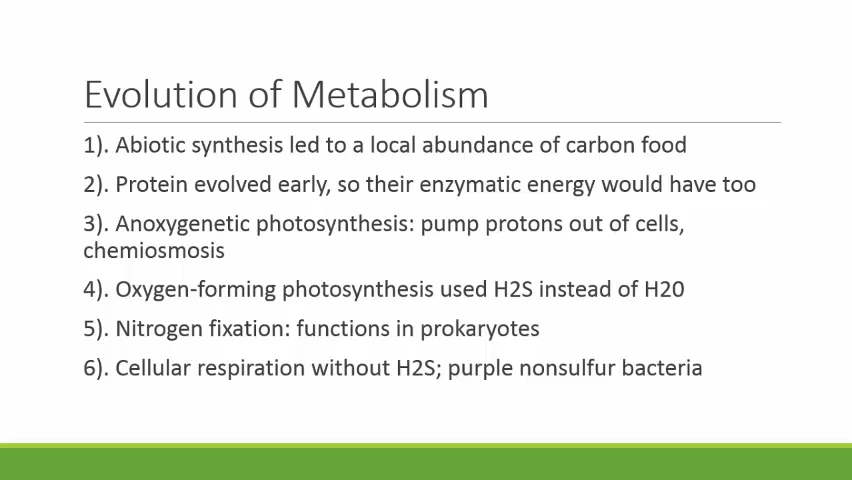 Evolution of Metabolism
1). Abiotic synthesis led to a local abundance of carbon food
2). Protein evolved early, so their enzymatic energy would have too
3). Anoxygenetic photosynthesis: pump protons out of cells,
chemiosmosis
4). Oxygen-forming photosynthesis used H2S instead of H20
5). Nitrogen fixation: functions in prokaryotes
6). Cellular respiration without H2S; purple nonsulfur bacteria